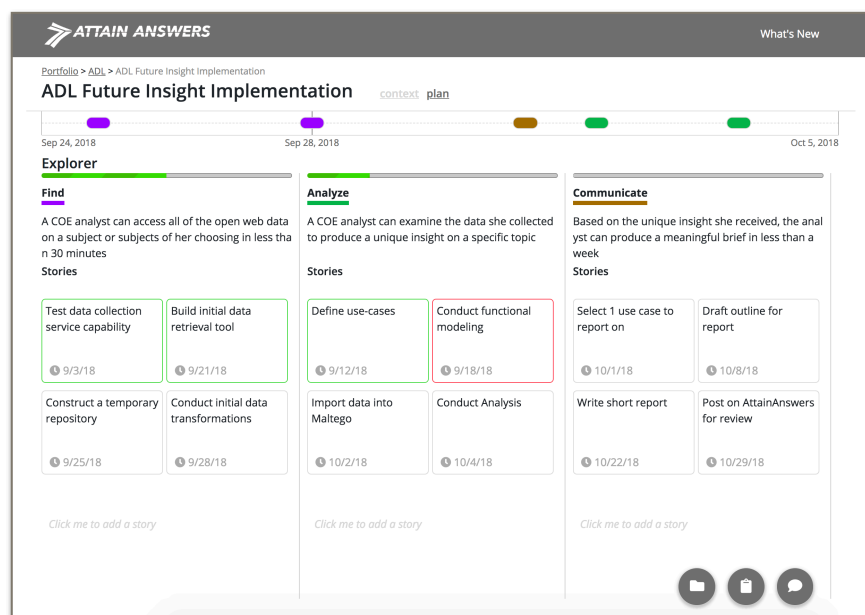 ATTAIN ANSWERS
What's New
Portfolio > ADL > ADL Future Insight Implementation
ADL Future Insight Implementation
context plan
Sep 24, 2018
Sep 28, 2018
Oct 5, 2018
Explorer
Find
A COE analyst can access all of the open web data
on a subject or subjects of her choosing in less tha
n 30 minutes
Stories
Test data collection
service capability
9/3/18
Build initial data
retrieval tool
9/21/18
Construct a temporary
repository
9/25/18
Conduct initial data
transformations
9/28/18
Click me to add a story
Analyze
A COE analyst can examine the data she collected
to produce a unique insight on a specific topic
Stories
Define use-cases
9/12/18
Conduct functional
modeling
9/18/18
Import data into
Maltego
10/2/18
Conduct Analysis
10/4/18
Click me to add a story
Communicate
Based on the unique insight she received, the anal
yst can produce a meaningful brief in less than a
week
Stories
Select 1 use case to
report on
10/1/18
Draft outline for
report
10/8/18
Write short report
10/22/18
Post on AttainAnswers
for review
10/29/18
Click me to add a story